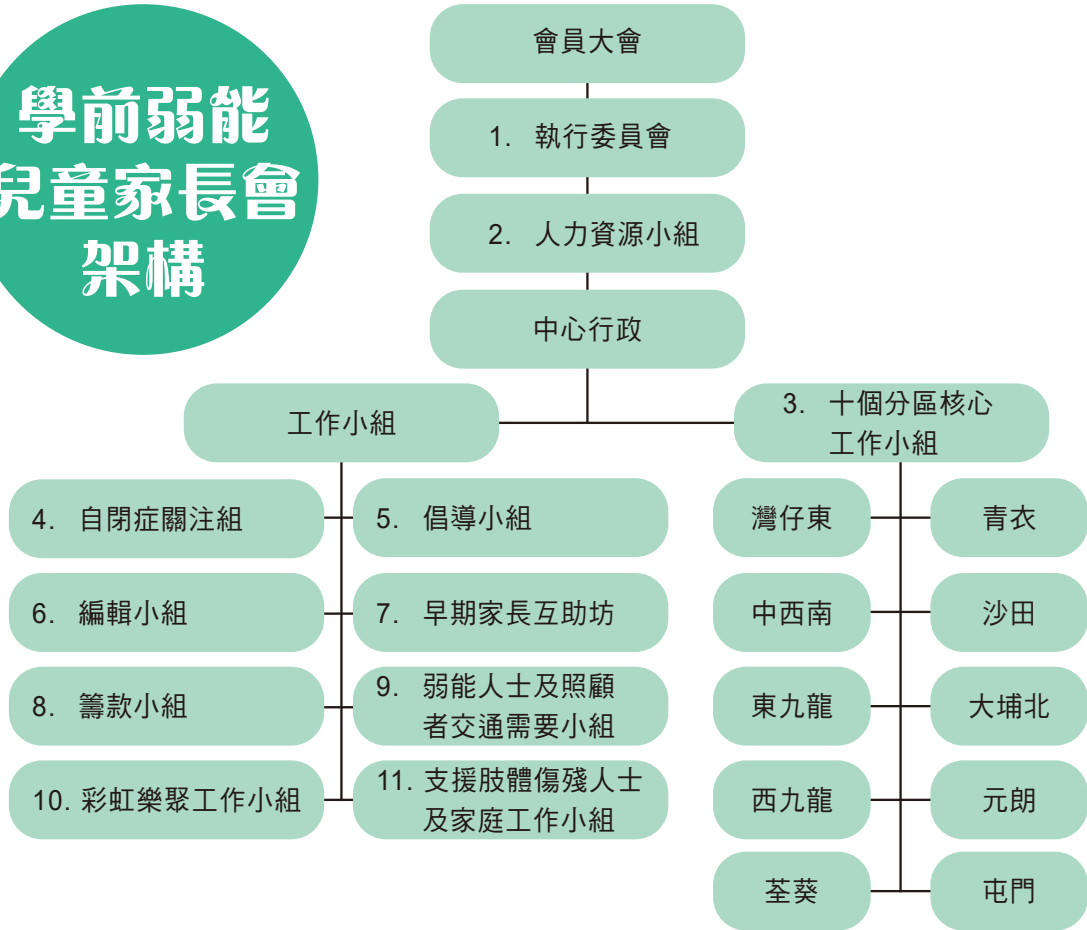 學前弱能
兒童家長會
架構
會員大會
1. 執行委員會
2. 人力資源小組
中心行政
工作小組
3. 十個分區核心
工作小組
4. 自閉症關注組
5. 倡導小組
6. 編輯小組
7. 早期家長互助坊
8. 籌款小組
9. 弱能人士及照顧
者交通需要小組
10. 彩虹樂聚工作小組
11. 支援肢體傷殘人士
及家庭工作小組
灣仔東
青衣
中西南
沙田
東九龍
大埔北
西九龍
元朗
荃葵
屯門